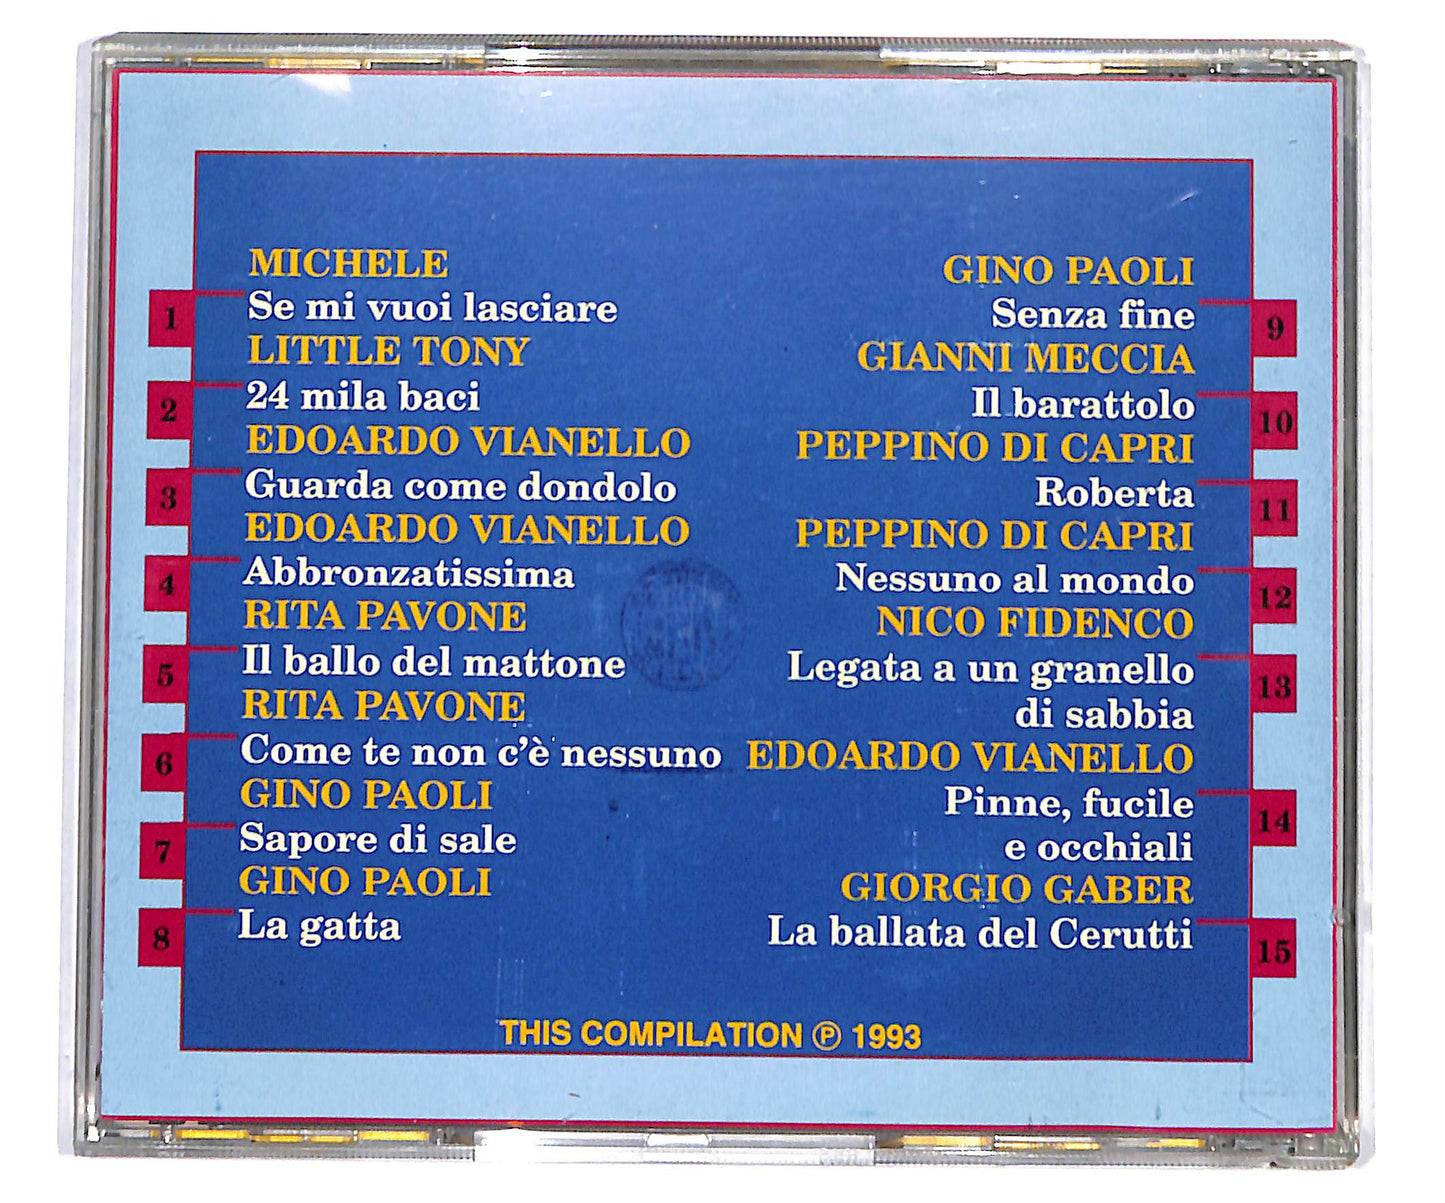 MICHELE
1
Se mi vuoi lasciare
LITTLE TONY
2
24 mila baci
EDOARDO VIANELLO
3
Guarda come dondolo
EDOARDO VIANELLO
4
Abbronzatissima
RITA PAVONE
5
Il ballo del mattone
RITA PAVONE
6
Come te non c'è nessuno
GINO PAOLI
7
Sapore di sale
GINO PAOLI
8
La gatta
GINO PAOLI
Senza fine
9
GIANNI MECCIA
Il barattolo
10
PEPPINO DI CAPRI
Roberta
11
PEPPINO DI CAPRI
Nessuno al mondo
12
NICO FIDENCO
Legata a un granello
13
di sabbia
EDOARDO VIANELLO
Pinne, fucile
14
e occhiali
GIORGIO GABER
La ballata del Cerutti
15
THIS COMPILATION ℗ 1993